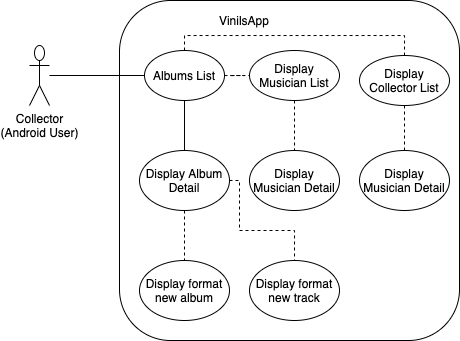 VinilsApp
Albums List
Display
Musician List
Display
Collector List
Collector
(Android User)
Display Album
Detail
Display
Musician Detail
Display
Musician Detail
Display format
new album
Display format
new track